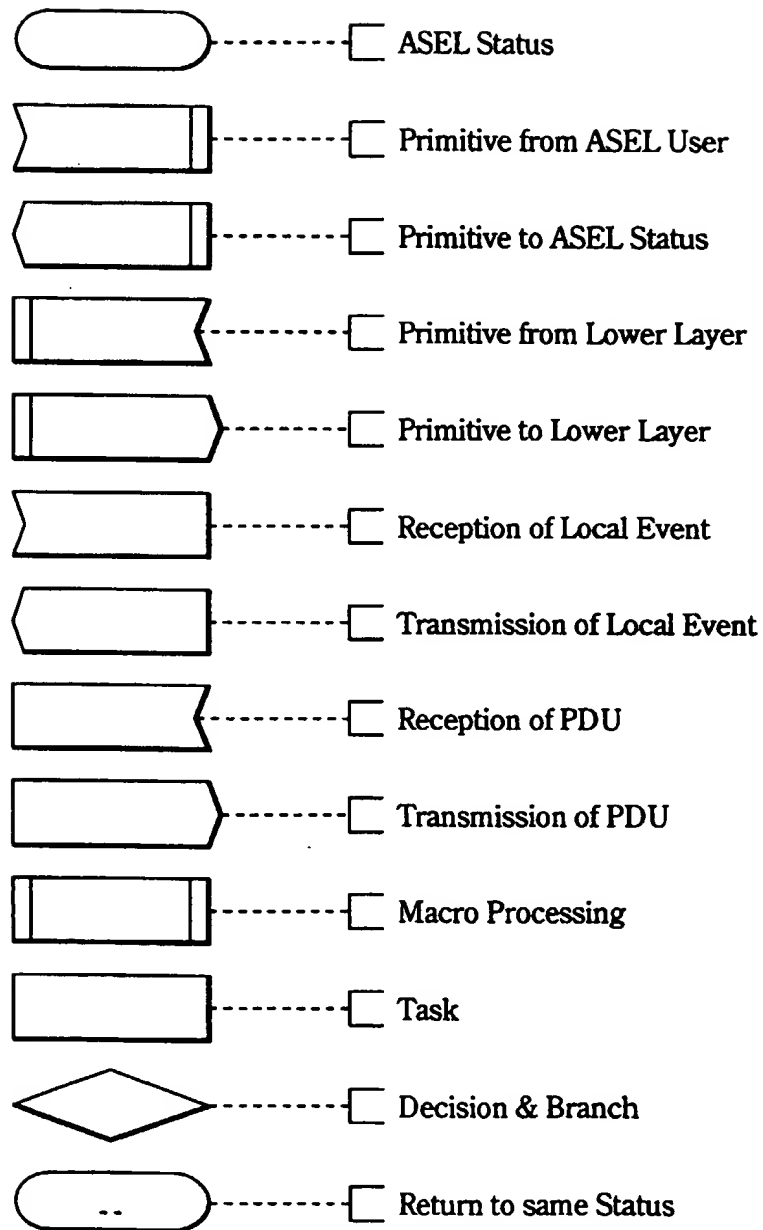 ASEL Status
Primitive from ASEL User
Primitive to ASEL Status
Primitive from Lower Layer
Primitive to Lower Layer
Reception of Local Event
Transmission of Local Event
Reception of PDU
Transmission of PDU
Macro Processing
Task
Decision & Branch
-- Return to same Status